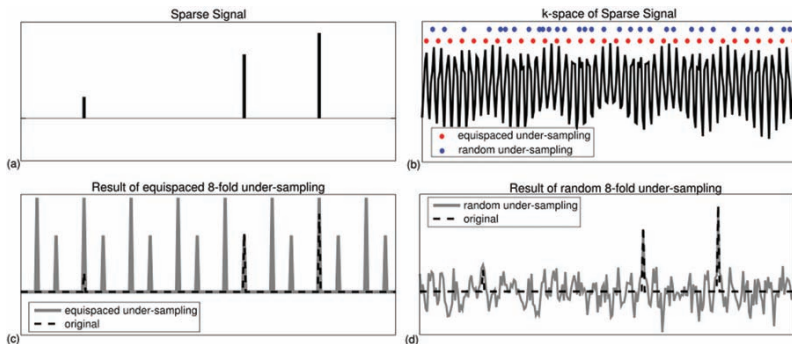 Sparse Signal
(a)
k-space of Sparse Signal
equispaced under-sampling
random under-sampling
(b)
Result of equispaced 8-fold under-sampling
equispaced under-sampling
original
(c)
Result of random 8-fold under-sampling
random under-sampling
original
(d)